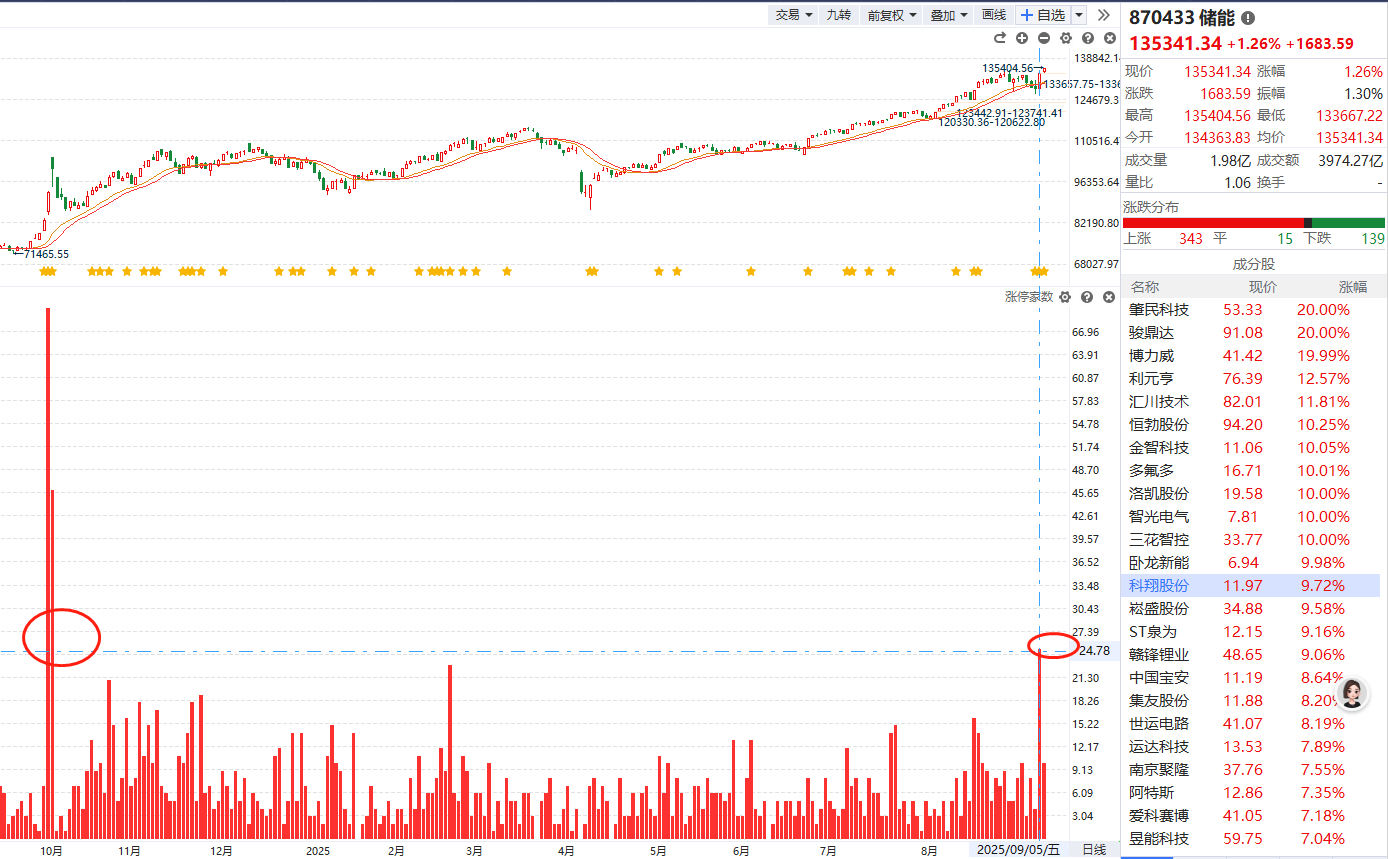 交易 九转 前复权 叠加 画线 自选
870433 储能
135341.34 +1.26% +1683.59
现价 135341.34 涨幅 1.26%
涨跌 1683.59 振幅 1.30%
最高 135404.56 最低 133667.22
今开 134363.83 均价 135341.34
成交量 1.98亿 成交额 3974.27亿
量比 1.06 换手 -
涨跌分布
上涨 343 平 15 下跌 139
成分股
名称 现价 涨幅
肇民科技 53.33 20.00%
骏鼎达 91.08 20.00%
博力威 41.42 19.99%
利元亨 76.39 12.57%
汇川技术 82.01 11.81%
恒勃股份 94.20 10.25%
金智科技 11.06 10.05%
多氟多 16.71 10.01%
洛凯股份 19.58 10.00%
智光电气 7.81 10.00%
三花智控 33.77 10.00%
卧龙新能 6.94 9.98%
科翔股份 11.97 9.72%
崧盛股份 34.88 9.58%
ST泉为 12.15 9.16%
赣锋锂业 48.65 9.06%
中国宝安 11.19 8.64%
集友股份 11.88 8.20%
世运电路 41.07 8.19%
运达科技 13.53 7.89%
南京聚隆 37.76 7.55%
阿特斯 12.86 7.35%
爱科赛博 41.05 7.18%
昱能科技 59.75 7.04%
138842.1
135404.56
133667.75-1336
124679.3
123442.91-123741.41
120330.36-120622.80
110516.4
96353.64
82190.80
71465.55
68027.97
涨停家数
66.96
63.91
60.87
57.83
54.78
51.74
48.70
45.65
42.61
39.57
36.52
33.48
30.43
27.39
24.78
21.30
18.26
15.22
12.17
9.13
6.09
3.04
10月 11月 12月 2025 2月 3月 4月 5月 6月 7月 8月 2025/09/05/五 日线